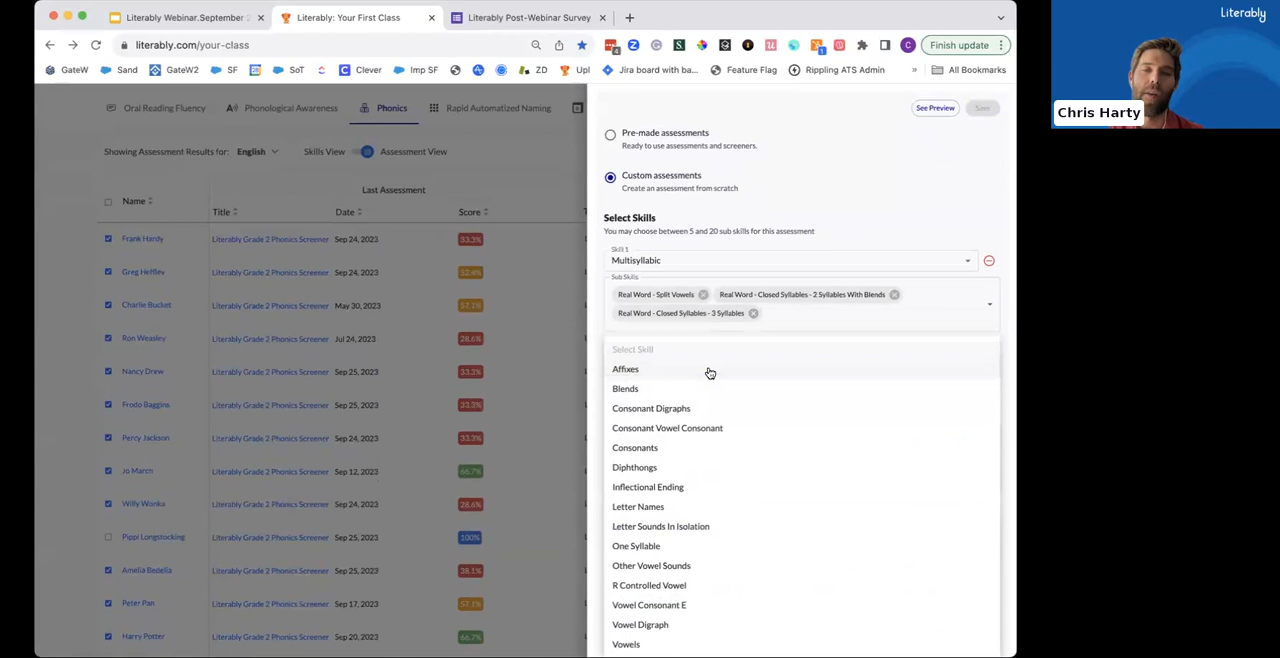 Literably Webinar.September
Literably: Your First Class
Literably Post-Webinar Survey
literably.com/your-class
Finish update
GateW
Sand
GateW2
SF
SoT
Clever
Imp SF
ZD
Upl
Jira board with ba...
Feature Flag
Rippling ATS Admin
»
All Bookmarks
Oral Reading Fluency
Phonological Awareness
Phonics
Rapid Automatized Naming
Showing Assessment Results for: English
Skills View
Assessment View
Name
Last Assessment
Title
Date
Score
Frank Hardy Literably Grade 2 Phonics Screener Sep 24, 2023 33.3%
Greg Heffley Literably Grade 2 Phonics Screener Sep 24, 2023 52.4%
Charlie Bucket Literably Grade 2 Phonics Screener May 30, 2023 57.1%
Ron Weasley Literably Grade 2 Phonics Screener Jul 24, 2023 28.6%
Nancy Drew Literably Grade 2 Phonics Screener Sep 25, 2023 33.3%
Frodo Baggins Literably Grade 2 Phonics Screener Sep 25, 2023 33.3%
Percy Jackson Literably Grade 2 Phonics Screener Sep 24, 2023 33.3%
Jo March Literably Grade 2 Phonics Screener Sep 12, 2023 66.7%
Willy Wonka Literably Grade 2 Phonics Screener Sep 24, 2023 28.6%
Pippi Longstocking Literably Grade 2 Phonics Screener Sep 25, 2023 100%
Amelia Bedelia Literably Grade 2 Phonics Screener Sep 25, 2023 38.1%
Peter Pan Literably Grade 2 Phonics Screener Sep 17, 2023 57.1%
Harry Potter Literably Grade 2 Phonics Screener Sep 20, 2023 66.7%
See Preview
Save
Pre-made assessments
Ready to use assessments and screeners.
Custom assessments
Create an assessment from scratch
Select Skills
You may choose between 5 and 20 sub skills for this assessment
Skill 1
Multisyllabic
Sub Skills
Real Word - Split Vowels
Real Word - Closed Syllables - 2 Syllables With Blends
Real Word - Closed Syllables - 3 Syllables
Select Skill
Affixes
Blends
Consonant Digraphs
Consonant Vowel Consonant
Consonants
Diphthongs
Inflectional Ending
Letter Names
Letter Sounds In Isolation
One Syllable
Other Vowel Sounds
R Controlled Vowel
Vowel Consonant E
Vowel Digraph
Vowels
Literably
Chris Harty